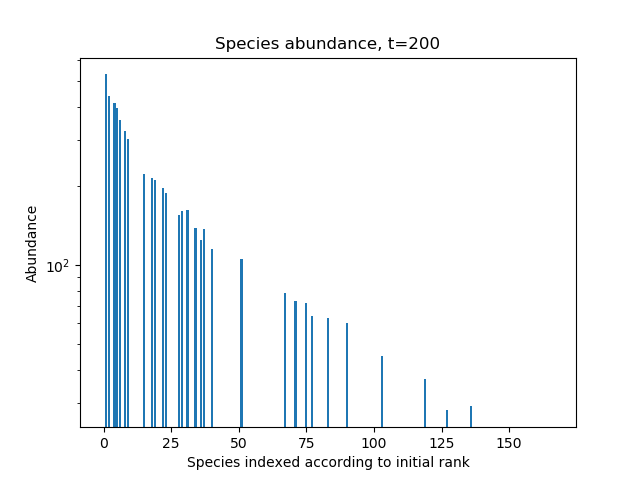 Species abundance, t=200
Abundance
10²
0 25 50 75 100 125 150
Species indexed according to initial rank